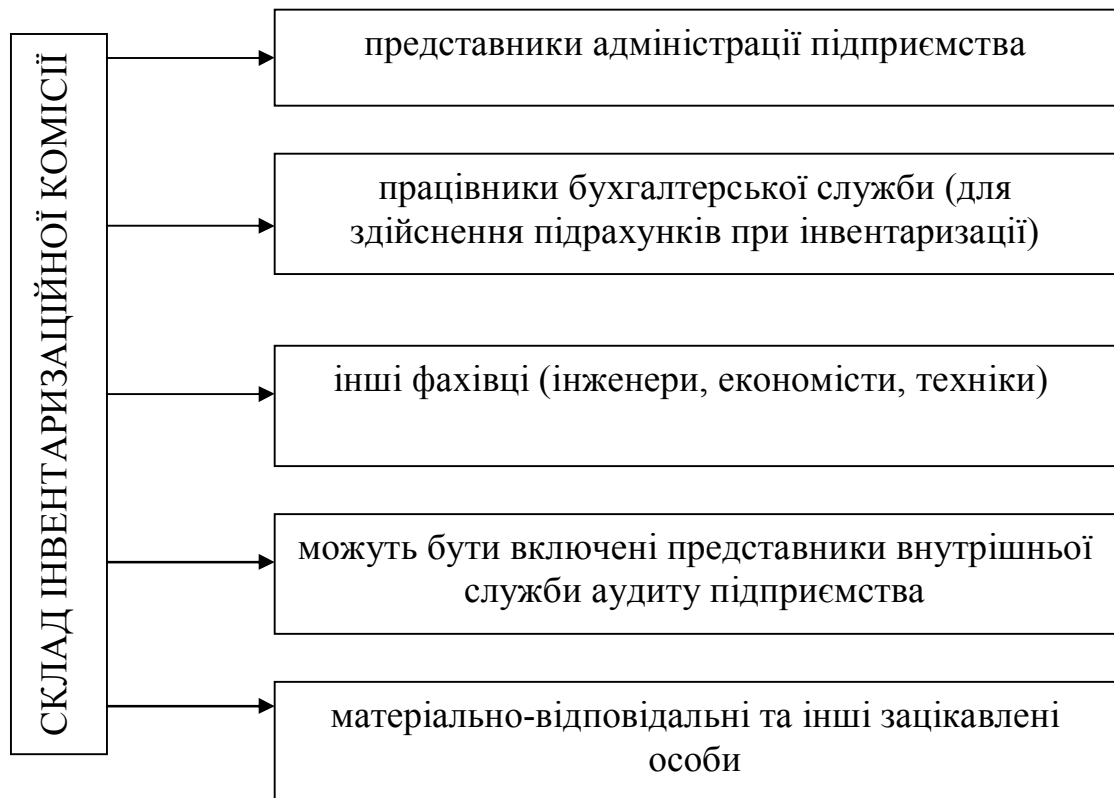 СКЛАД ІНВЕНТАРИЗАЦІЙНОЇ КОМІСІЇ
представники адміністрації підприємства
працівники бухгалтерської служби (для
здійснення підрахунків при інвентаризації)
інші фахівці (інженери, економісти, техніки)
можуть бути включені представники внутрішньої
служби аудиту підприємства
матеріально-відповідальні та інші зацікавлені
особи